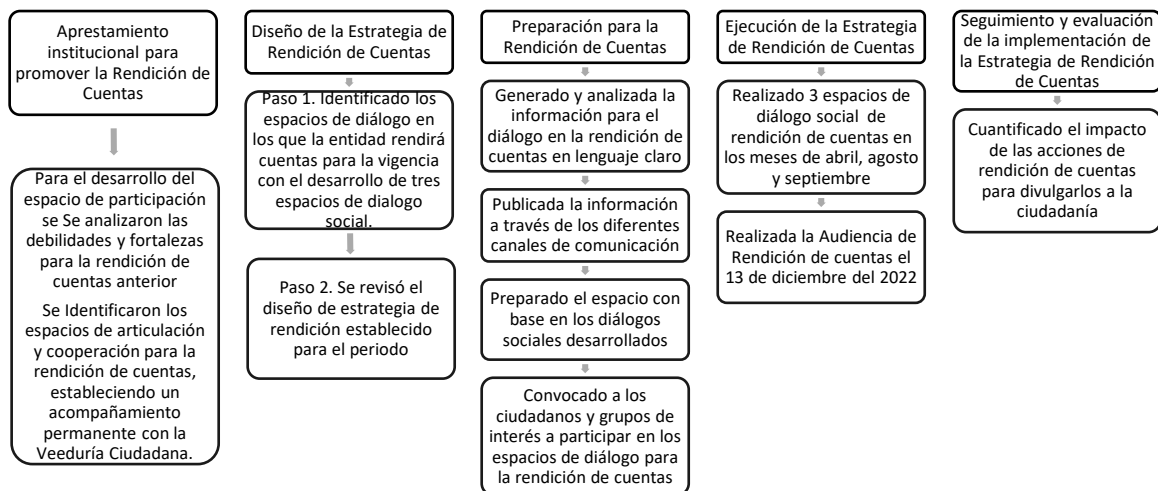 Aprestamiento
institucional para
promover la Rendición de
Cuentas
Para el desarrollo del
espacio de participación
se Se analizaron las
debilidades y fortalezas
para la rendición de
cuentas anterior
Se Identificaron los
espacios de articulación
y cooperación para la
rendición de cuentas,
estableciendo un
acompañamiento
permanente con la
Veeduría Ciudadana.
Diseño de la Estrategia de
Rendición de Cuentas
Paso 1. Identificado los
espacios de diálogo en
los que la entidad rendirá
cuentas para la vigencia
con el desarrollo de tres
espacios de dialogo
social.
Paso 2. Se revisó el
diseño de estrategia de
rendición establecido
para el periodo
Preparación para la
Rendición de Cuentas
Generado y analizada la
información para el
diálogo en la rendición de
cuentas en lenguaje claro
Publicada la información
a través de los diferentes
canales de comunicación
Preparado el espacio con
base en los diálogos
sociales desarrollados
Convocado a los
ciudadanos y grupos de
interés a participar en los
espacios de diálogo para
la rendición de cuentas
Ejecución de la Estrategia
de Rendición de Cuentas
Realizado 3 espacios de
diálogo social de
rendición de cuentas en
los meses de abril, agosto
y septiembre
Realizada la Audiencia de
Rendición de cuentas el
13 de diciembre del 2022
Seguimiento y evaluación
de la implementación de
la Estrategia de Rendición
de Cuentas
Cuantificado el impacto
de las acciones de
rendición de cuentas
para divulgarlos a la
ciudadanía